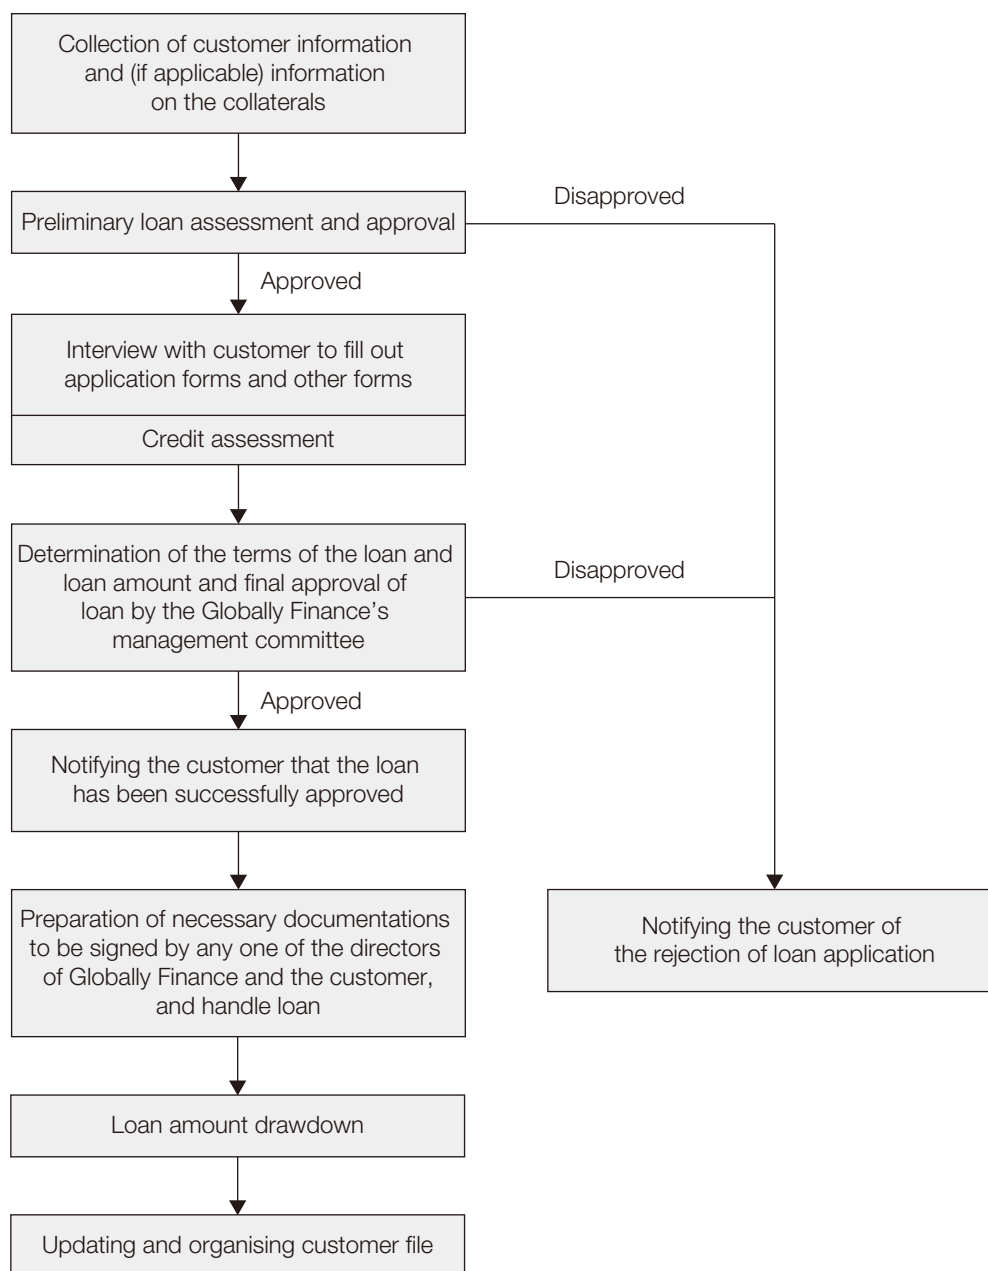 Collection of customer information
and (if applicable) information
on the collaterals
Preliminary loan assessment and approval
Disapproved
Approved
Interview with customer to fill out
application forms and other forms
Credit assessment
Determination of the terms of the loan and
loan amount and final approval of
loan by the Globally Finance's
management committee
Disapproved
Approved
Notifying the customer that the loan
has been successfully approved
Preparation of necessary documentations
to be signed by any one of the directors
of Globally Finance and the customer,
and handle loan
Notifying the customer of
the rejection of loan application
Loan amount drawdown
Updating and organising customer file